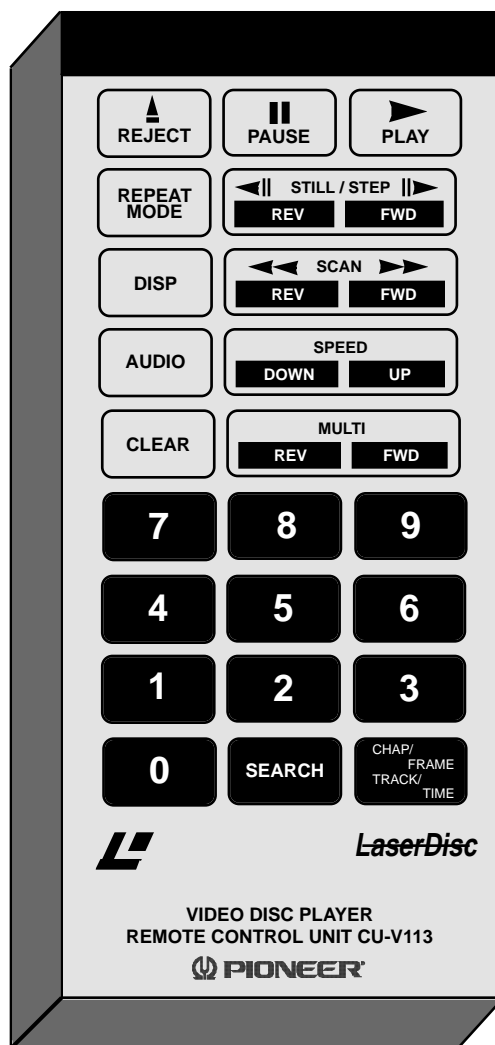 REJECT
PAUSE
PLAY
REPEAT
MODE
STILL / STEP
REV
FWD
DISP
SCAN
REV
FWD
AUDIO
SPEED
DOWN
UP
CLEAR
MULTI
REV
FWD
7
8
9
4
5
6
1
2
3
0
SEARCH
CHAP/
FRAME
TRACK/
TIME
LaserDisc
VIDEO DISC PLAYER
REMOTE CONTROL UNIT CU-V113
PIONEER